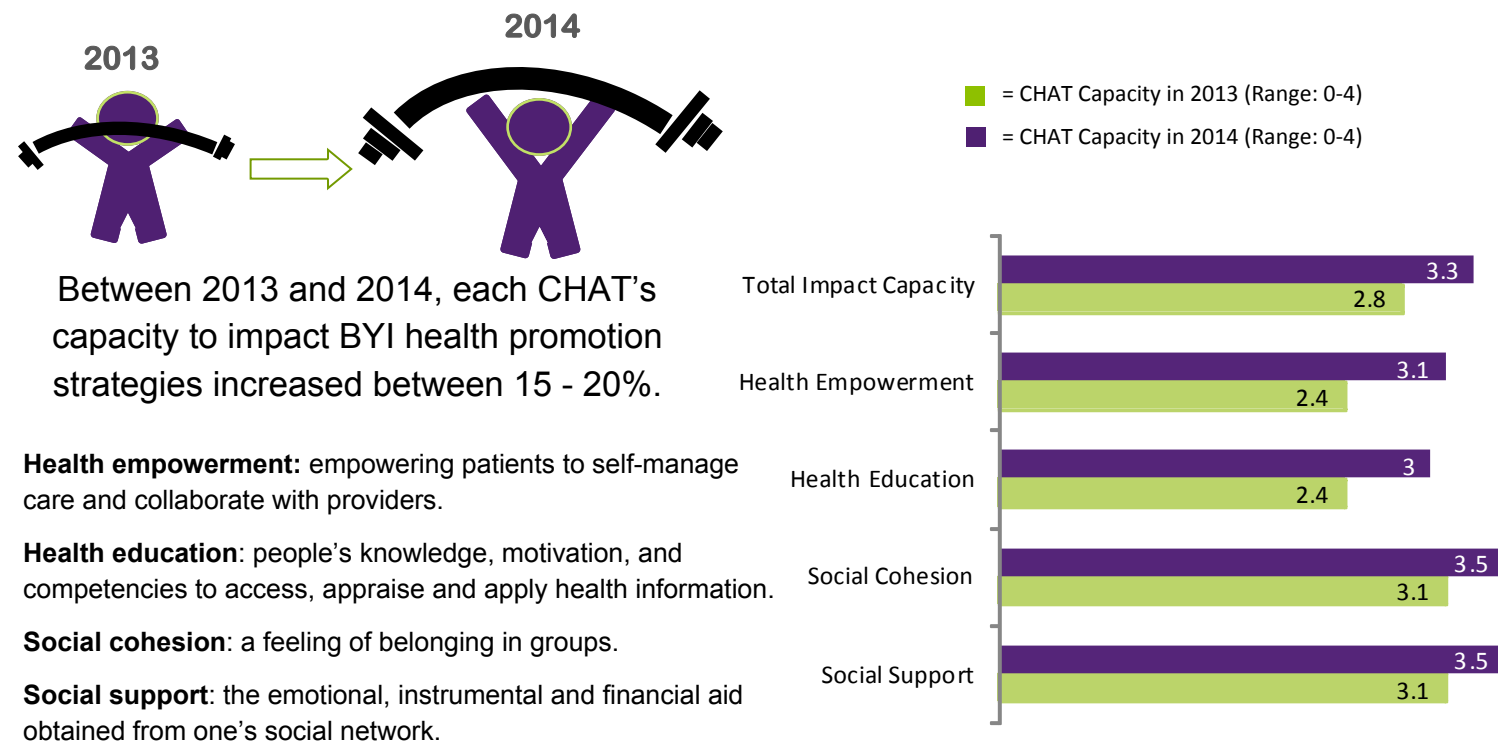 2013
2014
Between 2013 and 2014, each CHAT’s
capacity to impact BYI health promotion
strategies increased between 15 - 20%.
Health empowerment: empowering patients to self-manage
care and collaborate with providers.
Health education: people’s knowledge, motivation, and
competencies to access, appraise and apply health information.
Social cohesion: a feeling of belonging in groups.
Social support: the emotional, instrumental and financial aid
obtained from one’s social network.
= CHAT Capacity in 2013 (Range: 0-4)
= CHAT Capacity in 2014 (Range: 0-4)
Total Impact Capacity
3.3
2.8
Health Empowerment
3.1
2.4
Health Education
3
2.4
Social Cohesion
3.5
3.1
Social Support
3.5
3.1